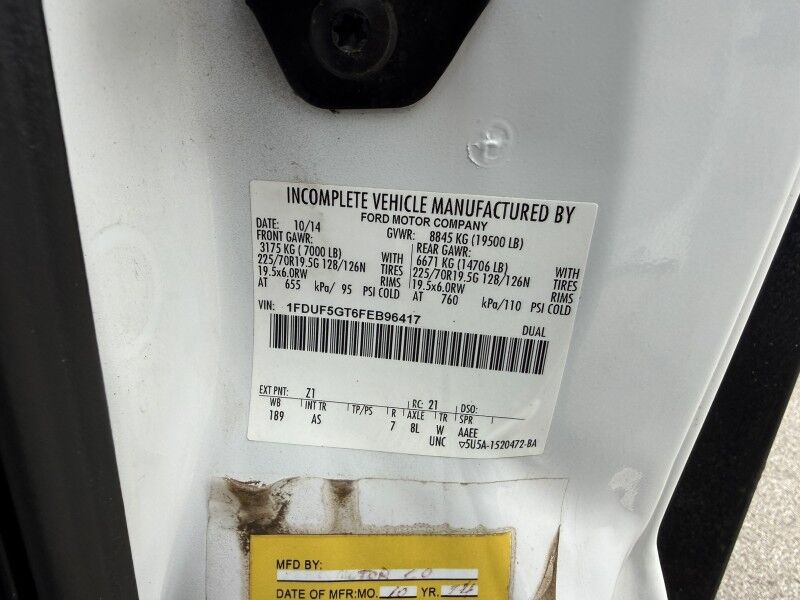 INCOMPLETE VEHICLE MANUFACTURED BY
FORD MOTOR COMPANY
DATE: 10/14 GVWR: 8845 KG (19500 LB)
FRONT GAWR: REAR GAWR:
3175 KG ( 7000 LB) WITH 6671 KG (14706 LB) WITH
225/70R19.5G 128/126N TIRES 225/70R19.5G 128/126N TIRES
19.5x6.0RW RIMS 19.5x6.0RW RIMS
AT 655 kPa/ 95 PSI COLD AT 760 kPa/110 PSI COLD
VIN: 1FDUF5GT6FEB96417 DUAL
EXT PNT: Z1 RC: 21 DSO:
WB INT TR TP/PS R AXLE TR SPR
189 AS 7 8L W AAEE
UNC ▽5U5A-1520472-BA
MFD BY:
DATE OF MFR: MO. 10 YR. 14